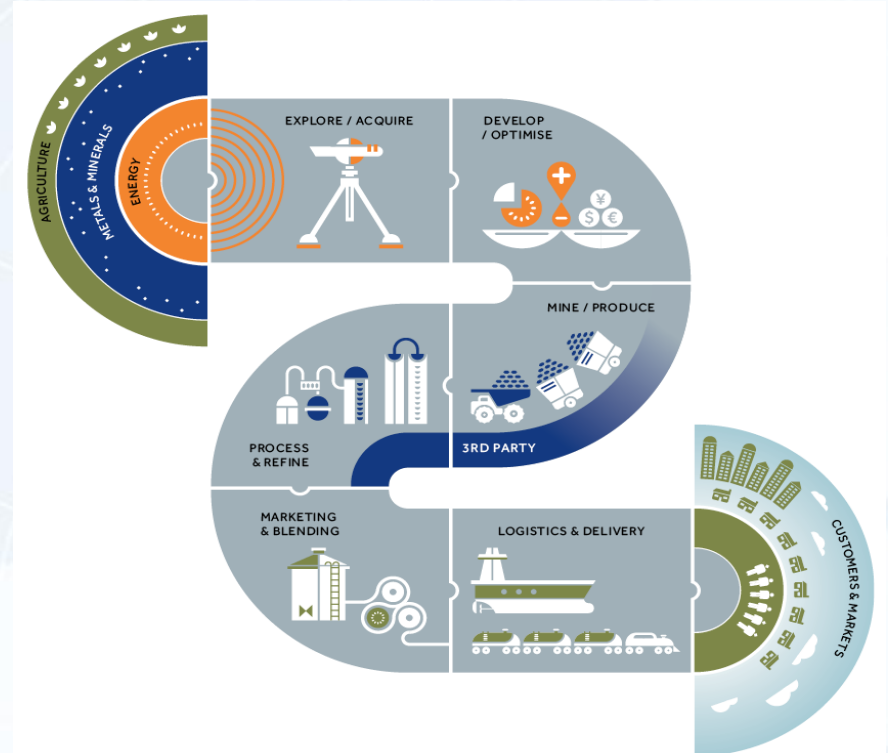 AGRICULTURE
METALS & MINERALS
ENERGY
EXPLORE / ACQUIRE
DEVELOP
/ OPTIMISE
¥
$ €
MINE / PRODUCE
3RD PARTY
PROCESS
& REFINE
MARKETING
& BLENDING
LOGISTICS & DELIVERY
CUSTOMERS & MARKETS